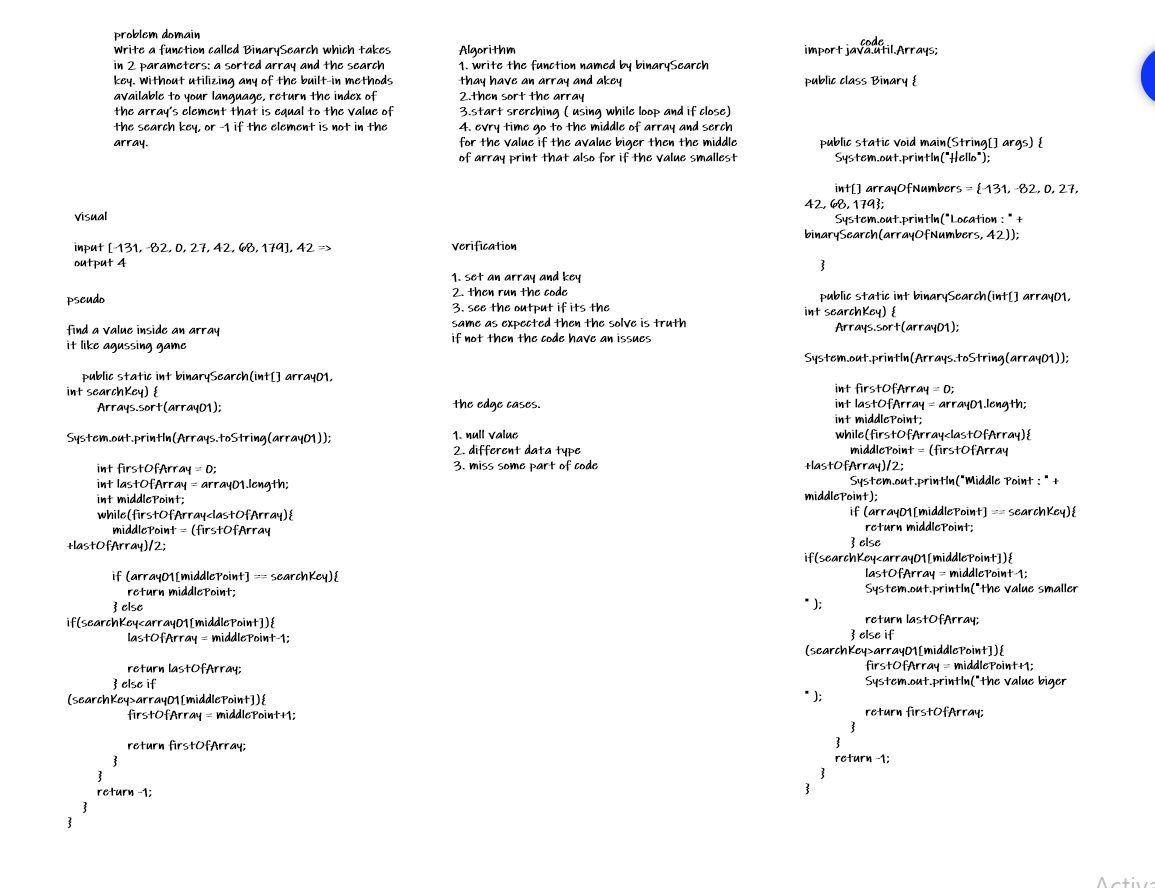 problem domain
Write a function called BinarySearch which takes
in 2 parameters: a sorted array and the search
key. Without utilizing any of the built-in methods
available to your language, return the index of
the array's element that is equal to the value of
the search key, or -1 if the element is not in the
array.
visual
input [-131, -82, 0, 27, 42, 68, 179], 42 =>
output 4
pseudo
find a value inside an array
it like agussing game
public static int binarySearch(int[] array01,
int searchKey) {
Arrays.sort(array01);
System.out.println(Arrays.toString(array01));
int firstOfArray = 0;
int lastOfArray = array01.length;
int middlePoint;
while(firstOfArray<lastOfArray){
middlePoint = (firstOfArray
+lastOfArray)/2;
if (array01[middlePoint] == searchKey){
return middlePoint;
} else
if(searchKey<array01[middlePoint]){
lastOfArray = middlePoint-1;
return lastOfArray;
} else if
(searchKey>array01[middlePoint]){
firstOfArray = middlePoint+1;
return firstOfArray;
}
}
return -1;
}
}
Algorithm
1. write the function named by binarySearch
thay have an array and akey
2.then sort the array
3.start srerching ( using while loop and if close)
4. evry time go to the middle of array and serch
for the value if the avalue biger then the middle
of array print that also for if the value smallest
verification
1. set an array and key
2. then run the code
3. see the output if its the
same as expected then the solve is truth
if not then the code have an issues
the edge cases.
1. null value
2. different data type
3. miss some part of code
code
import java.util.Arrays;
public class Binary {
public static void main(String[] args) {
System.out.println("Hello");
int[] arrayOfNumbers = {-131, -82, 0, 27,
42, 68, 179};
System.out.println("Location : " +
binarySearch(arrayOfNumbers, 42));
}
public static int binarySearch(int[] array01,
int searchKey) {
Arrays.sort(array01);
System.out.println(Arrays.toString(array01));
int firstOfArray = 0;
int lastOfArray = array01.length;
int middlePoint;
while(firstOfArray<lastOfArray){
middlePoint = (firstOfArray
+lastOfArray)/2;
System.out.println("Middle Point : " +
middlePoint);
if (array01[middlePoint] == searchKey){
return middlePoint;
} else
if(searchKey<array01[middlePoint]){
lastOfArray = middlePoint-1;
System.out.println("the value smaller
" );
return lastOfArray;
} else if
(searchKey>array01[middlePoint]){
firstOfArray = middlePoint+1;
System.out.println("the value biger
" );
return firstOfArray;
}
}
return -1;
}
}